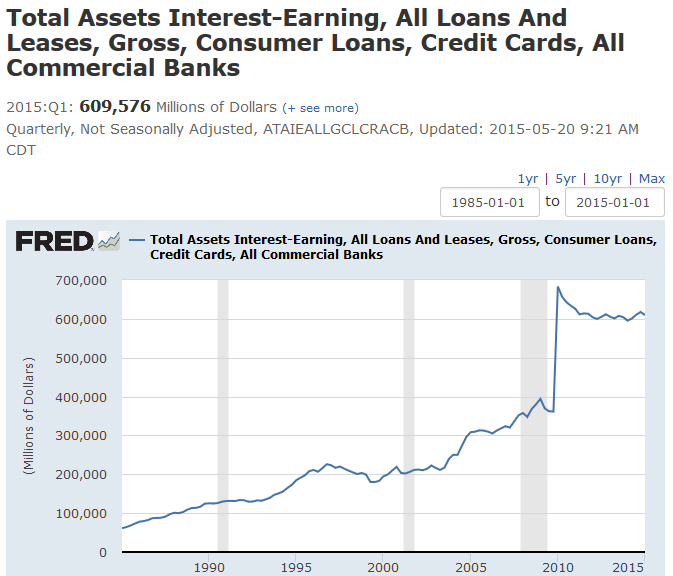 Total Assets Interest-Earning, All Loans And
Leases, Gross, Consumer Loans, Credit Cards, All
Commercial Banks
2015:Q1: 609,576 Millions of Dollars (+ see more)
Quarterly, Not Seasonally Adjusted, ATAIEALLGCLCRACB, Updated: 2015-05-20 9:21 AM
CDT
1yr | 5yr | 10yr | Max
1985-01-01 to 2015-01-01
FRED
Total Assets Interest-Earning, All Loans And Leases, Gross, Consumer Loans,
Credit Cards, All Commercial Banks
(Millions of Dollars)
700,000
600,000
500,000
400,000
300,000
200,000
100,000
0
1990 1995 2000 2005 2010 2015